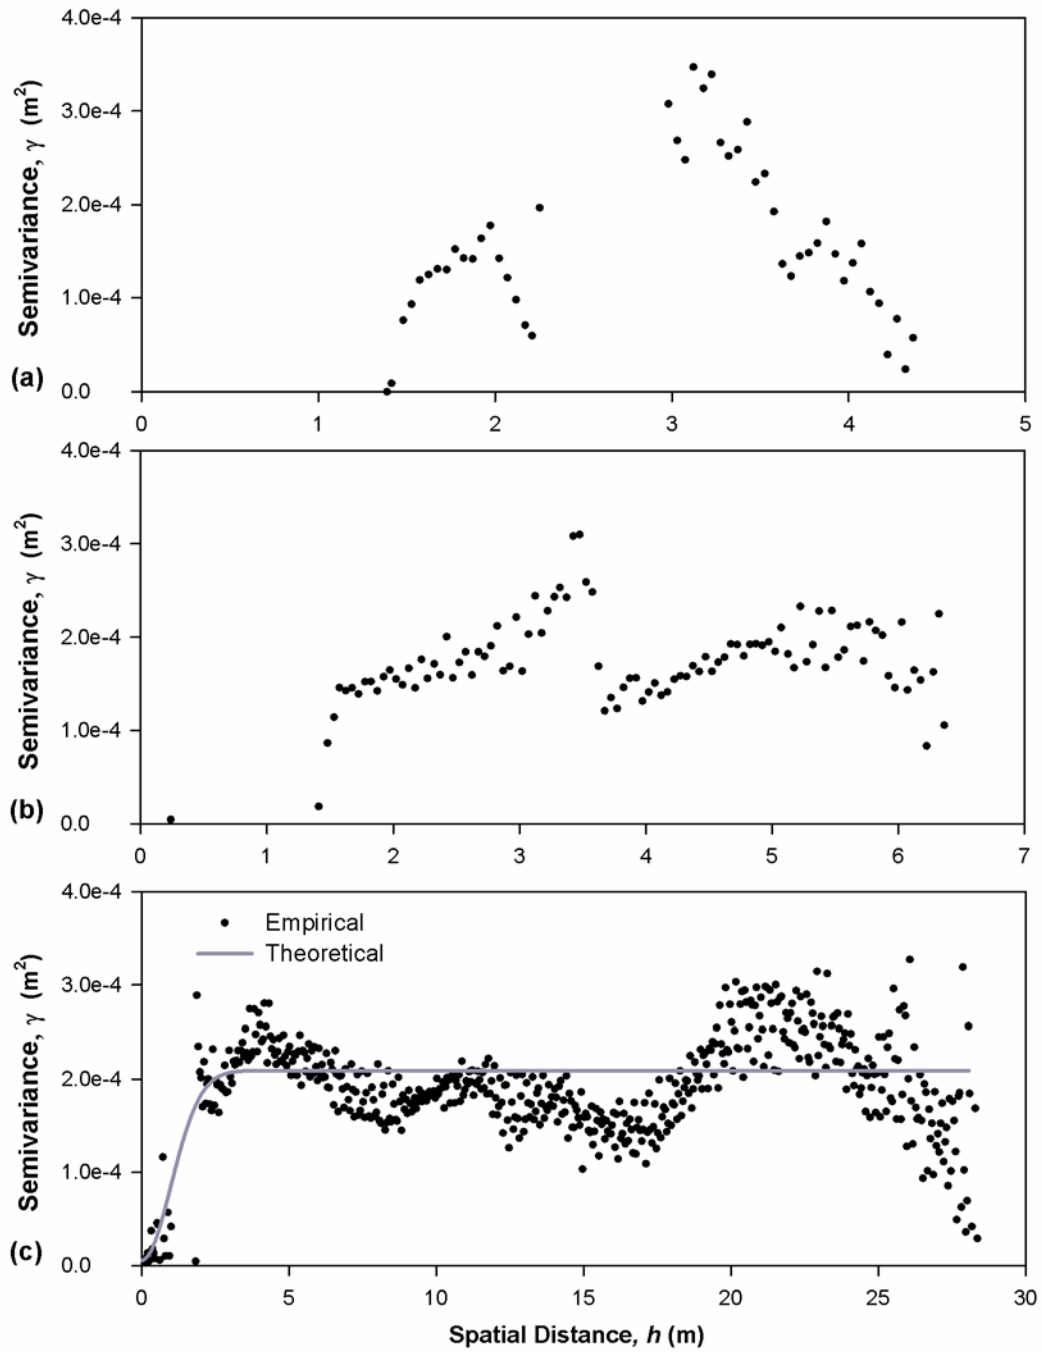 4.0e-4
3.0e-4
2.0e-4
1.0e-4
0.0
Semivariance, γ (m²)
(a)
0 1 2 3 4 5
4.0e-4
3.0e-4
2.0e-4
1.0e-4
0.0
Semivariance, γ (m²)
(b)
0 1 2 3 4 5 6 7
4.0e-4
3.0e-4
2.0e-4
1.0e-4
0.0
Semivariance, γ (m²)
(c)
Empirical
Theoretical
0 5 10 15 20 25 30
Spatial Distance, h (m)